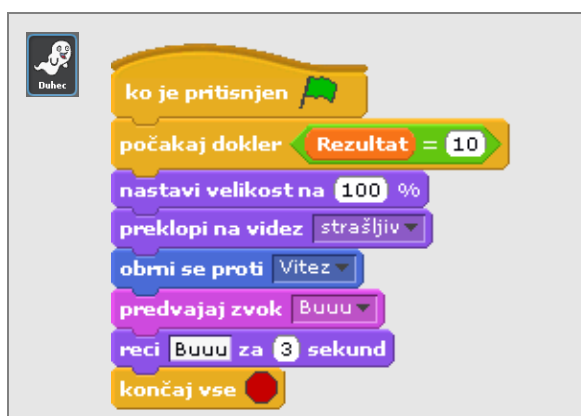 Duhec
ko je pritisnjen
počakaj dokler Rezultat = 10
nastavi velikost na 100 %
preklopi na videz strašljiv
obrni se proti Vitez
predvajaj zvok Buuu
reci Buuu za 3 sekund
končaj vse